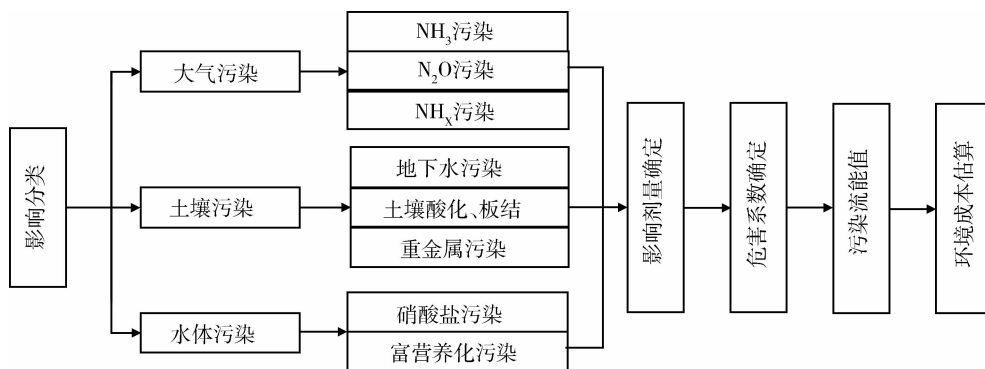 影响分类
大气污染
土壤污染
水体污染
NH₃污染
N₂O污染
NHₓ污染
地下水污染
土壤酸化、板结
重金属污染
硝酸盐污染
富营养化污染
影响剂量确定
危害系数确定
污染流能值
环境成本估算